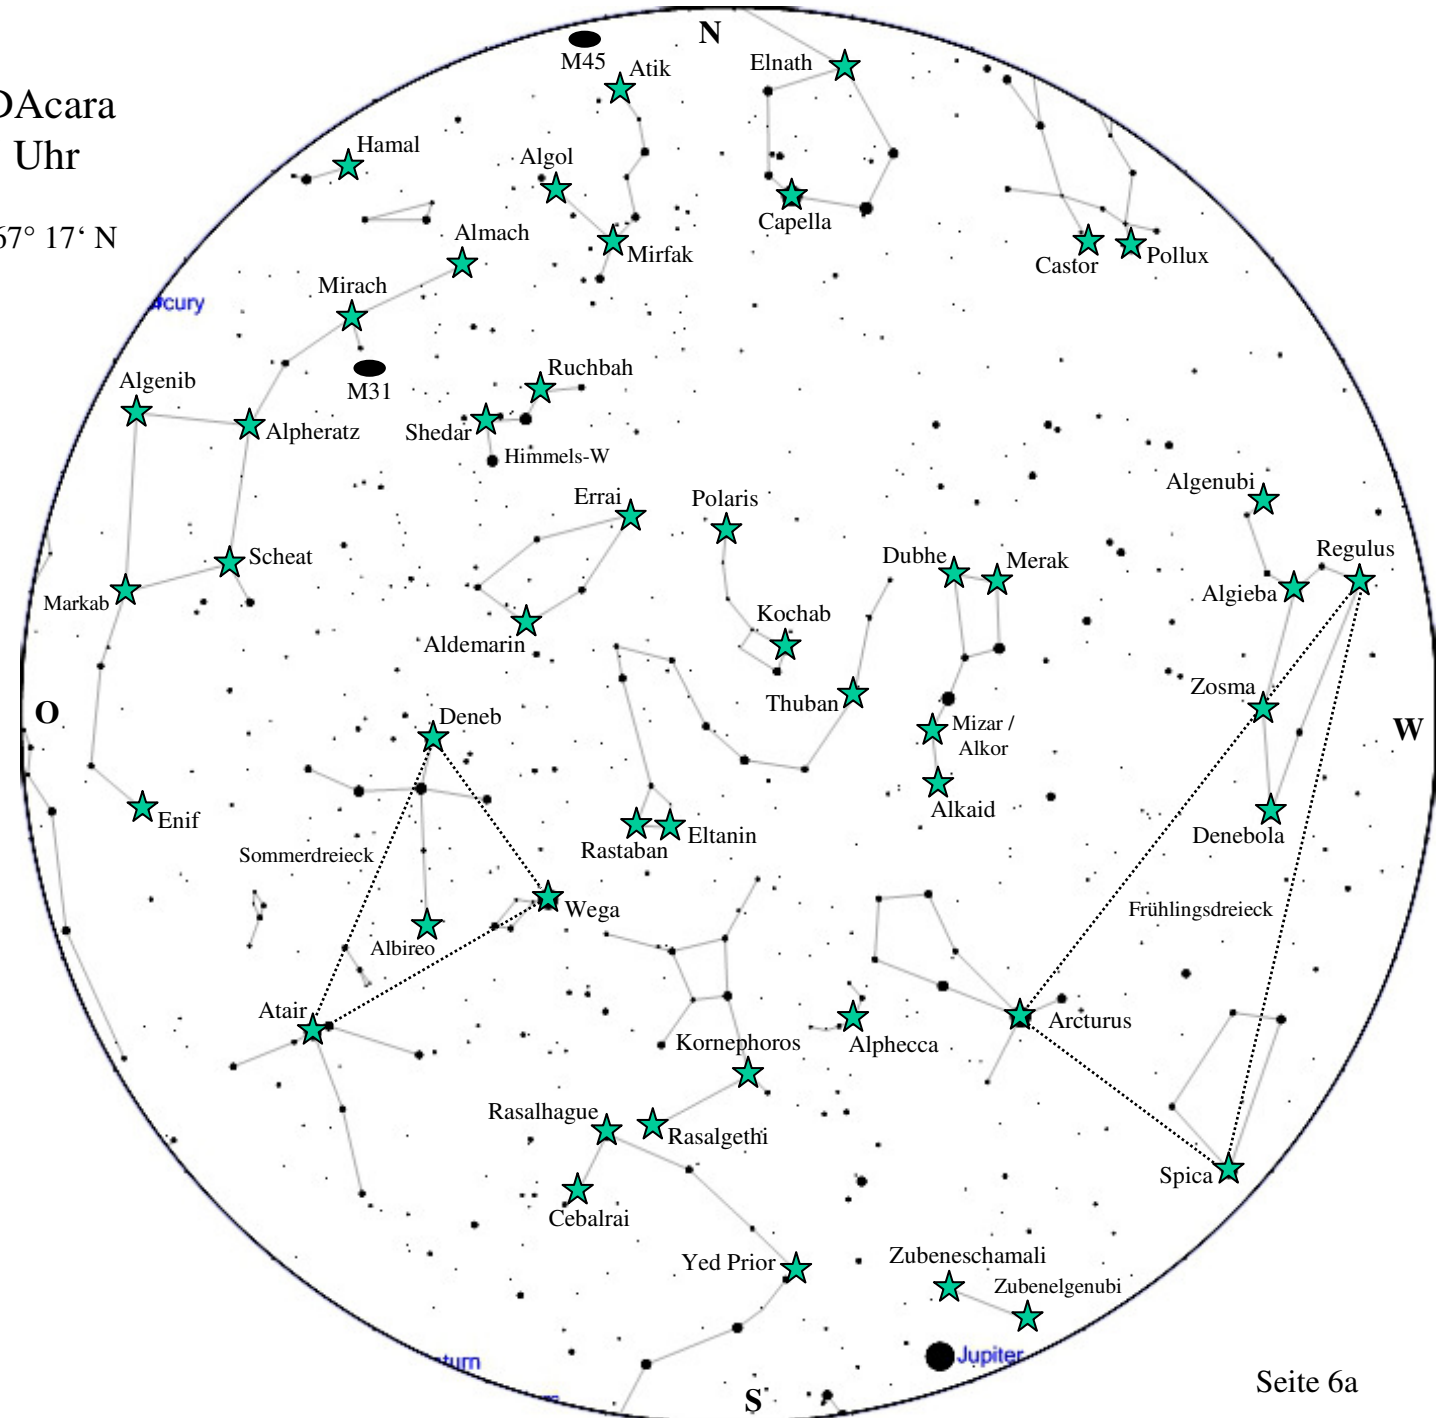 N
M45
Atik
Elnath
DAcara
Uhr
Hamal
Algol
Capella
67° 17‘ N
Almach
Mirfak
Castor
Pollux
Mirach
M31
Ruchbah
Algenib
Alpheratz
Shedar
Himmels-W
Errai
Polaris
Algenubi
Scheat
Dubhe
Merak
Regulus
Markab
Algieba
Aldemarin
Kochab
Thuban
Zosma
O
Deneb
Mizar /
Alkor
W
Enif
Alkaid
Denebola
Rastaban
Eltanin
Sommerdreieck
Wega
Frühlingsdreieck
Albireo
Atair
Kornephoros
Alphecca
Arcturus
Rasalhague
Rasalgethi
Spica
Cebalrai
Yed Prior
Zubeneschamali
Zubenelgenubi
Jupiter
turn
S
Seite 6a